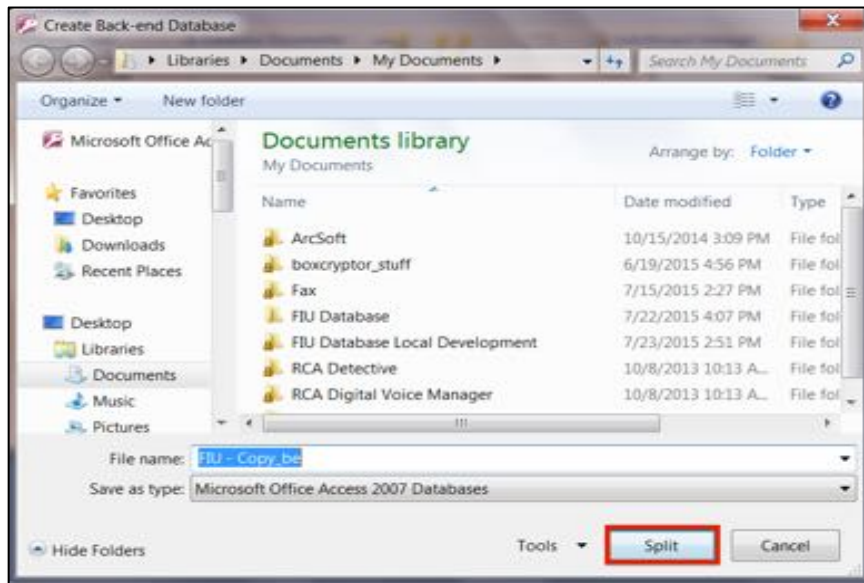 Create Back-end Database
Libraries Documents My Documents Search My Documents
Organize New folder
Microsoft Office Ac
Favorites
Desktop
Downloads
Recent Places
Desktop
Libraries
Documents
Music
Pictures
Documents library
My Documents
Arrange by: Folder
Name Date modified Type
ArcSoft 10/15/2014 3:09 PM File fol
boxcryptor_stuff 6/19/2015 4:56 PM File fol
Fax 7/15/2015 2:27 PM File fol
FIU Database 7/22/2015 4:07 PM File fol
FIU Database Local Development 7/23/2015 2:51 PM File fol
RCA Detective 10/8/2013 10:13 A... File fol
RCA Digital Voice Manager 10/8/2013 10:13 A... File fol
File name: FIU - Copy_be
Save as type: Microsoft Office Access 2007 Databases
Hide Folders Tools Split Cancel